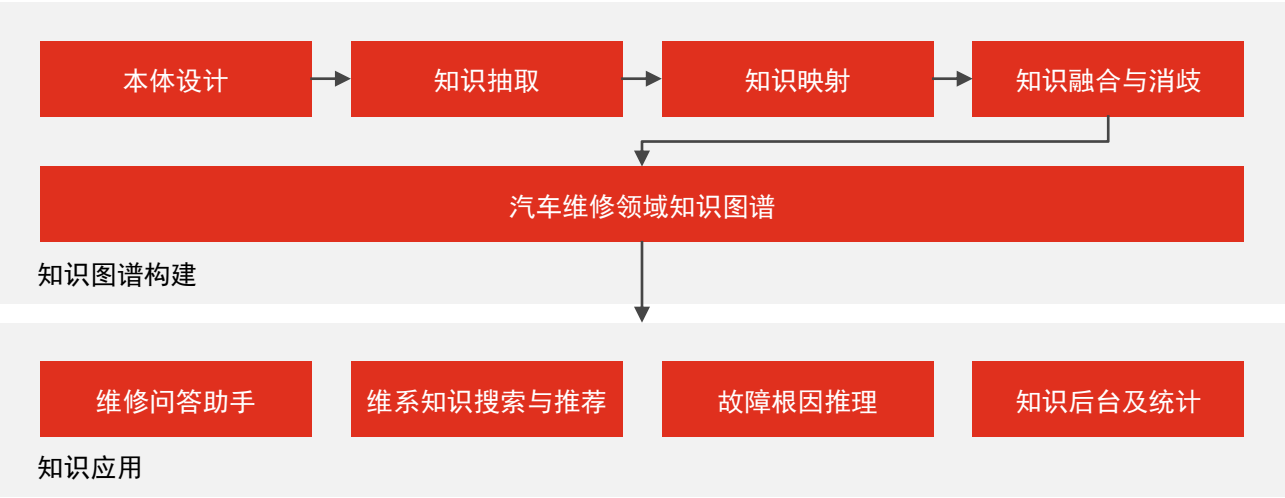 本体设计
知识抽取
知识映射
知识融合与消歧
汽车维修领域知识图谱
知识图谱构建
维修问答助手
维系知识搜索与推荐
故障根因推理
知识后台及统计
知识应用